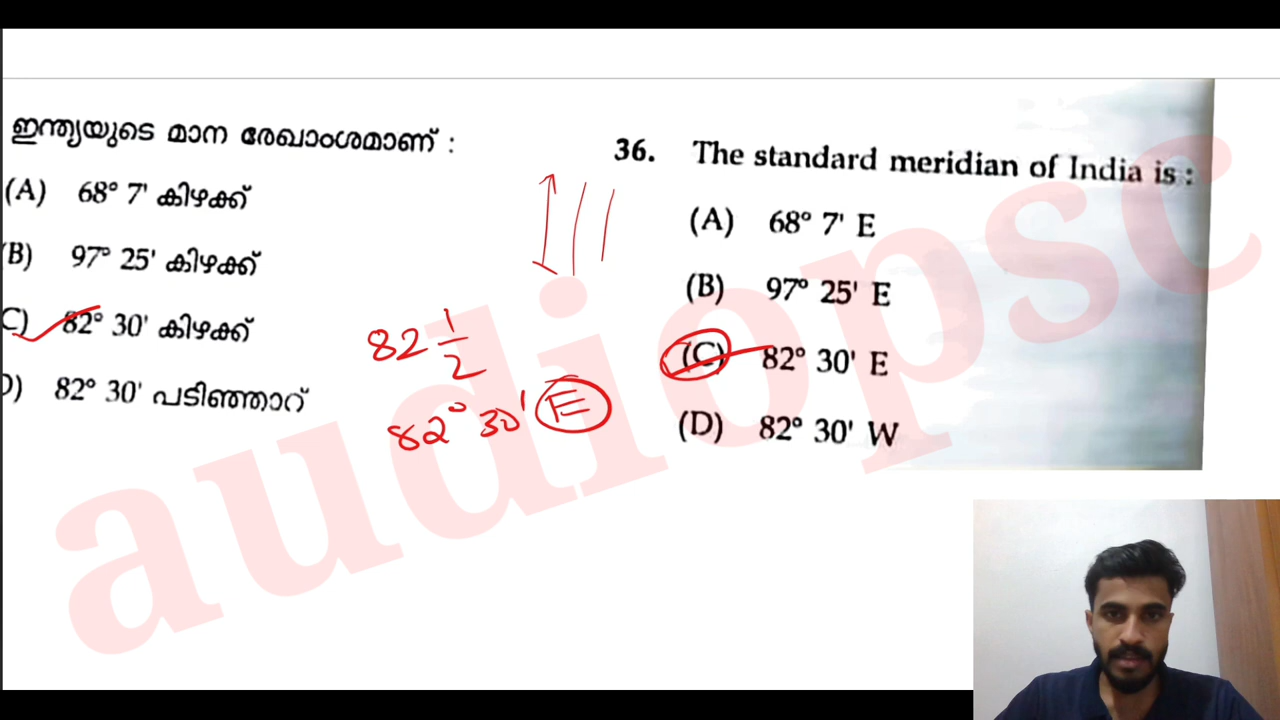 ഇന്ത്യയുടെ മാന രേഖാംശമാണ് :
(A) 68° 7' കിഴക്ക്
(B) 97° 25' കിഴക്ക്
C) 82° 30' കിഴക്ക്
D) 82° 30' പടിഞ്ഞാറ്
82 1/2
82° 30' E
36. The standard meridian of India is :
(A) 68° 7' E
(B) 97° 25' E
(C) 82° 30' E
(D) 82° 30' W
audiopsc